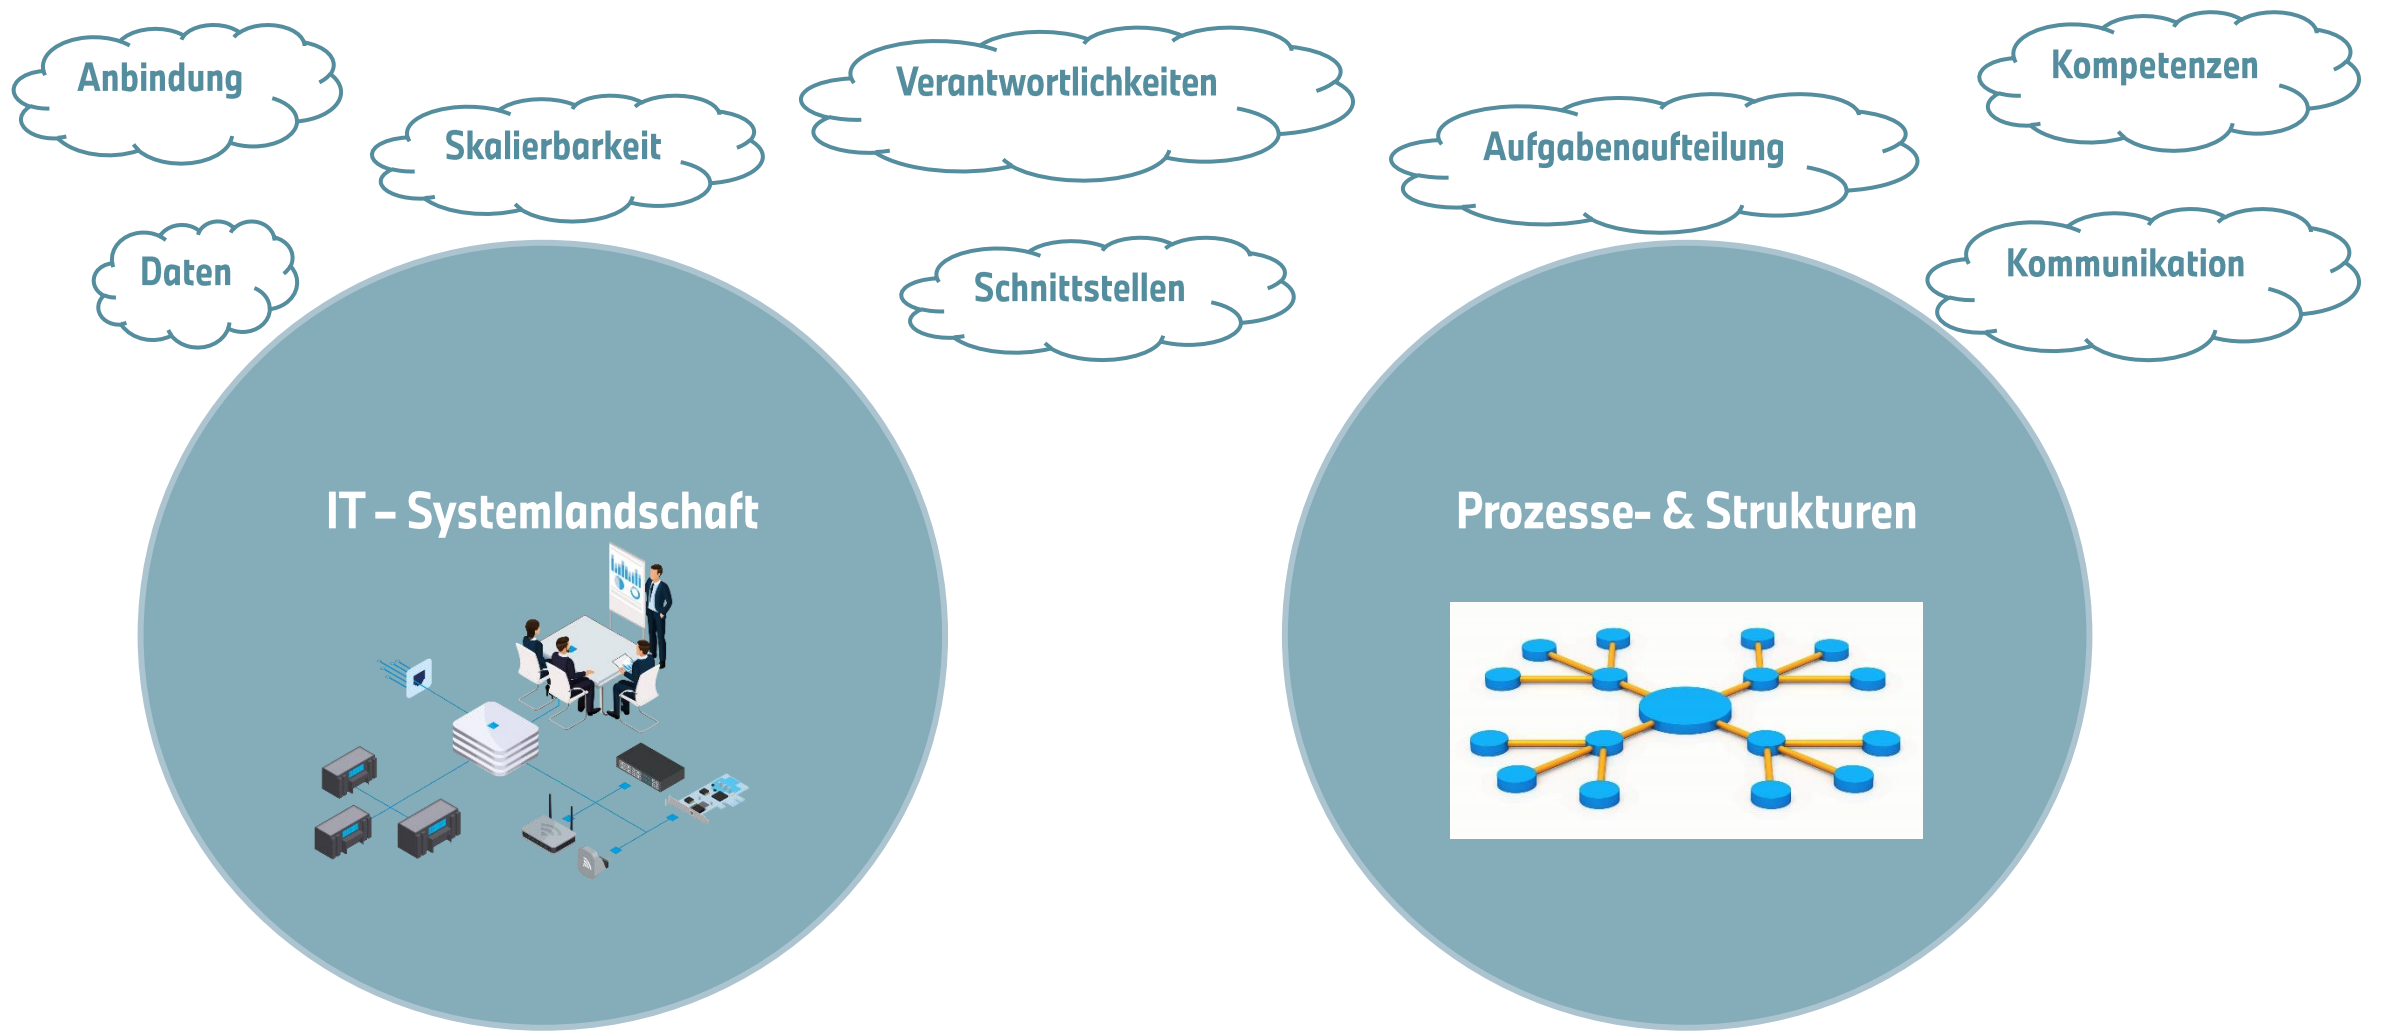 Anbindung
Skalierbarkeit
Daten
Verantwortlichkeiten
Schnittstellen
Aufgabenaufteilung
Kompetenzen
Kommunikation
IT – Systemlandschaft
Prozesse- & Strukturen